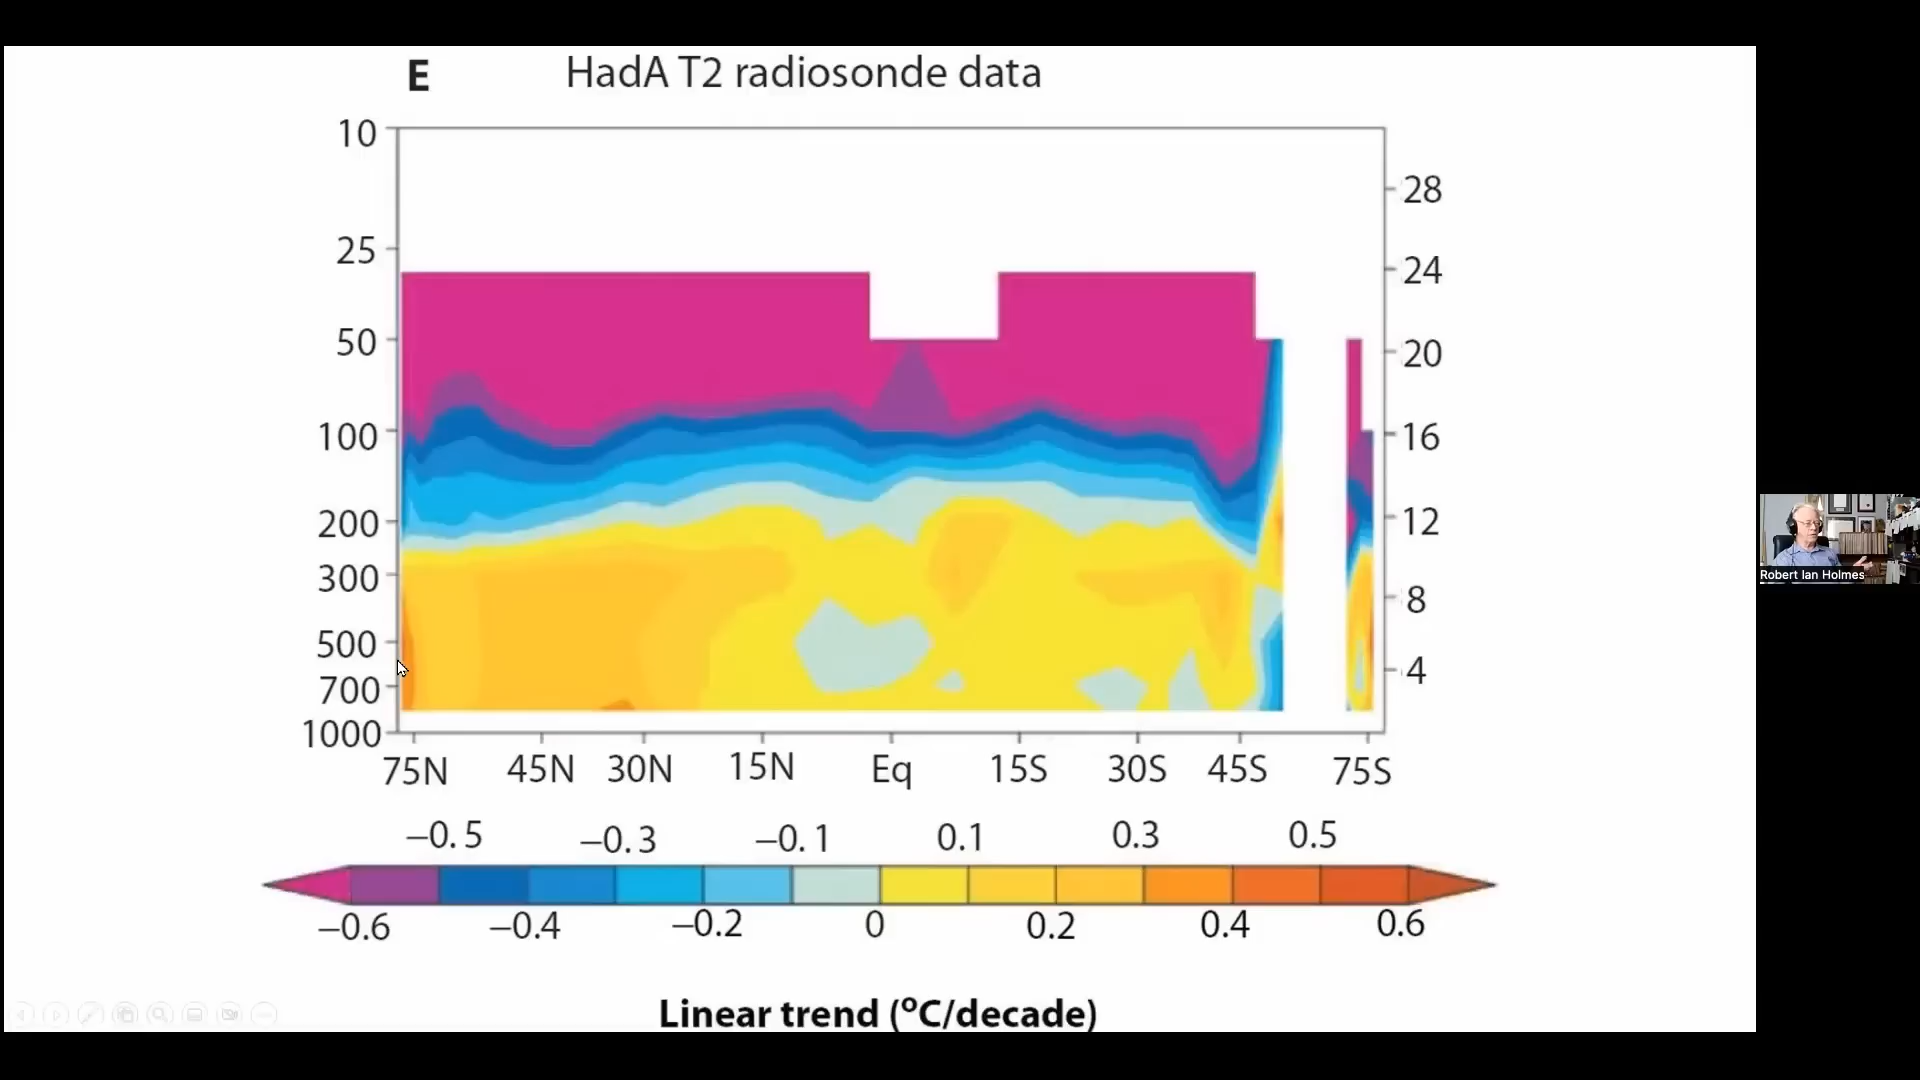 E HadA T2 radiosonde data
10
25
50
100
200
300
500
700
1000
28
24
20
16
12
8
4
75N 45N 30N 15N Eq 15S 30S 45S 75S
−0.5 −0.3 −0.1 0.1 0.3 0.5
−0.6 −0.4 −0.2 0 0.2 0.4 0.6
Linear trend (°C/decade)
Robert Ian Holmes